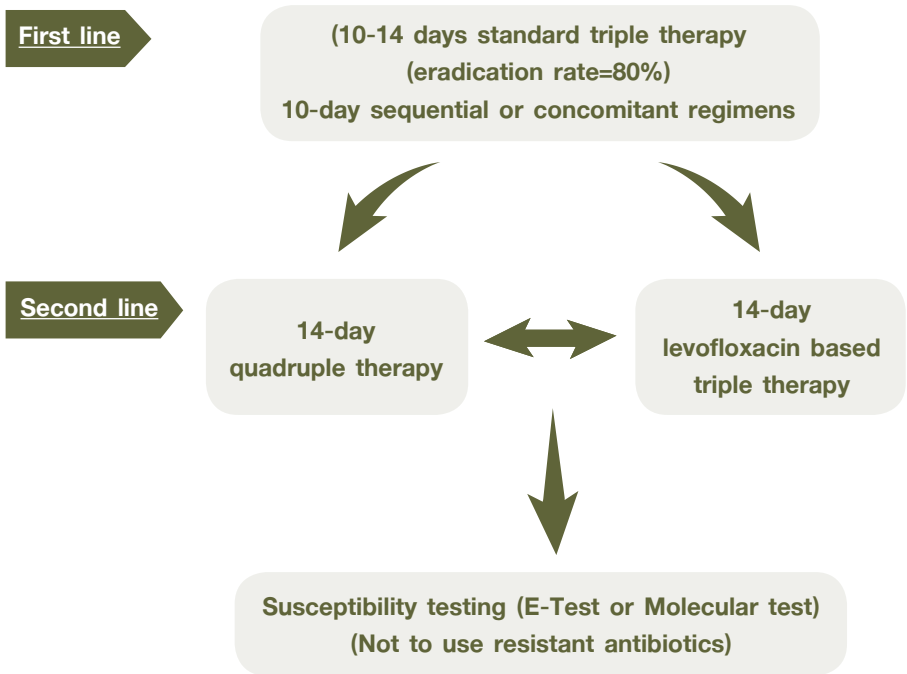 First line
(10-14 days standard triple therapy
(eradication rate=80%)
10-day sequential or concomitant regimens
Second line
14-day
quadruple therapy
14-day
levofloxacin based
triple therapy
Susceptibility testing (E-Test or Molecular test)
(Not to use resistant antibiotics)